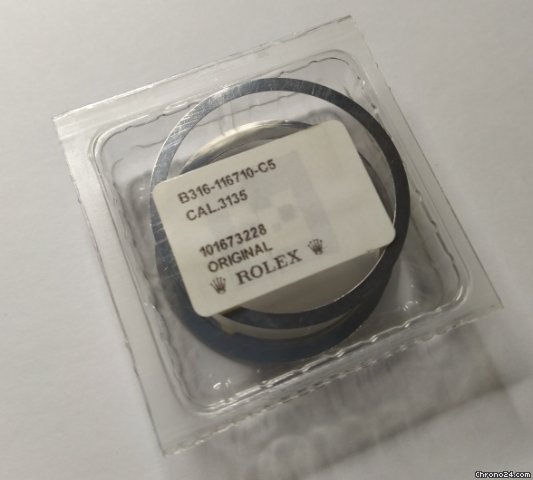 B316-116710-C5
CAL.3135
101673228
ORIGINAL
ROLEX
Chrono24.com